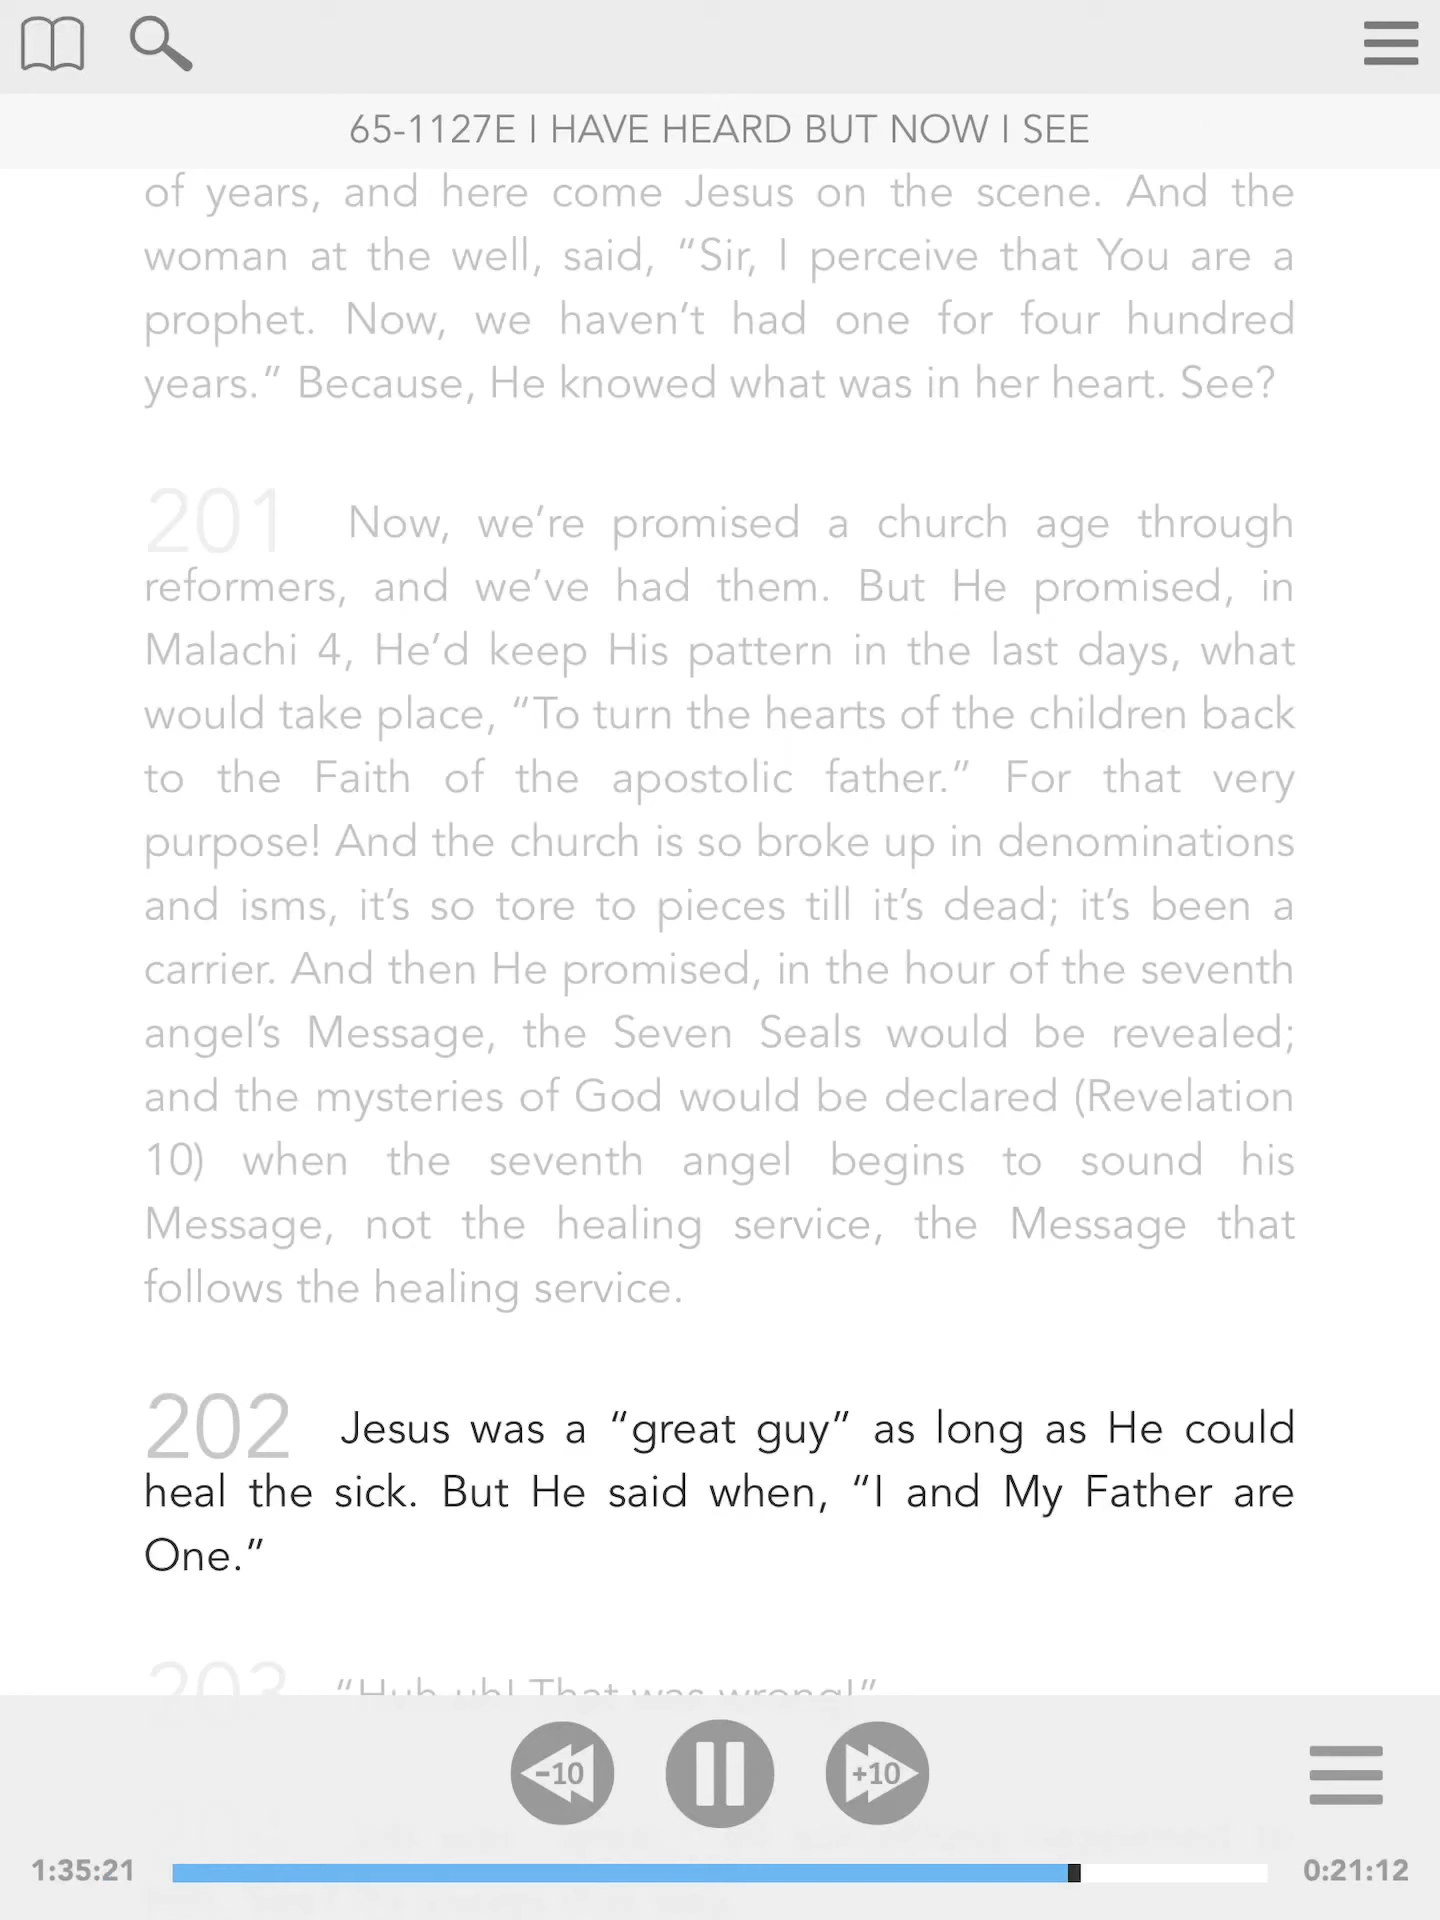 65-1127E I HAVE HEARD BUT NOW I SEE
of years, and here come Jesus on the scene. And the
woman at the well, said, “Sir, I perceive that You are a
prophet. Now, we haven’t had one for four hundred
years.” Because, He knowed what was in her heart. See?
201 Now, we’re promised a church age through
reformers, and we’ve had them. But He promised, in
Malachi 4, He’d keep His pattern in the last days, what
would take place, “To turn the hearts of the children back
to the Faith of the apostolic father.” For that very
purpose! And the church is so broke up in denominations
and isms, it’s so tore to pieces till it’s dead; it’s been a
carrier. And then He promised, in the hour of the seventh
angel’s Message, the Seven Seals would be revealed;
and the mysteries of God would be declared (Revelation
10) when the seventh angel begins to sound his
Message, not the healing service, the Message that
follows the healing service.
202 Jesus was a “great guy” as long as He could
heal the sick. But He said when, “I and My Father are
One.”
203 “Huh-uh! That was wrong!”
-10 +10
1:35:21 0:21:12